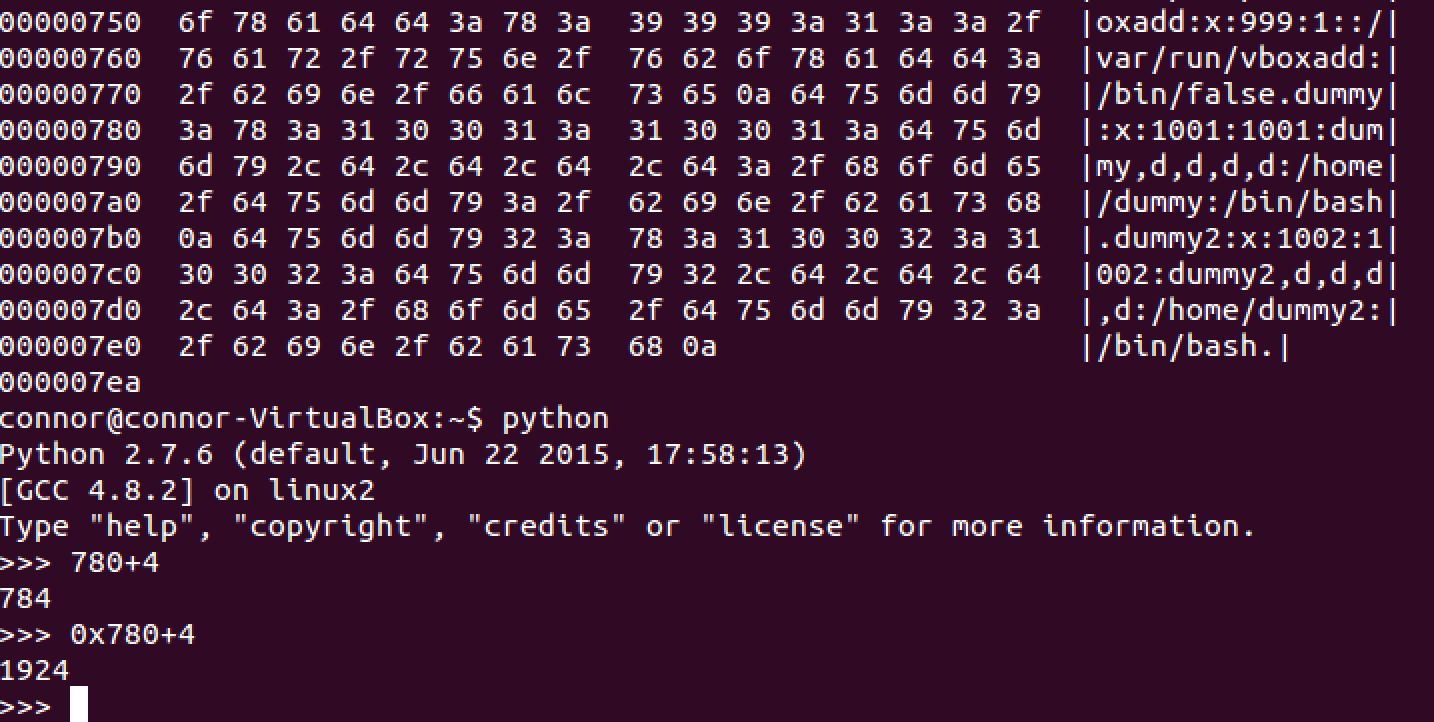 00000750  6f 78 61 64 64 3a 78 3a  39 39 39 3a 31 3a 3a 2f  |oxadd:x:999:1::/|
00000760  76 61 72 2f 72 75 6e 2f  76 62 6f 78 61 64 64 3a  |var/run/vboxadd:|
00000770  2f 62 69 6e 2f 66 61 6c  73 65 0a 64 75 6d 6d 79  |/bin/false.dummy|
00000780  3a 78 3a 31 30 30 31 3a  31 30 30 31 3a 64 75 6d  |:x:1001:1001:dum|
00000790  6d 79 2c 64 2c 64 2c 64  2c 64 3a 2f 68 6f 6d 65  |my,d,d,d,d:/home|
000007a0  2f 64 75 6d 6d 79 3a 2f  62 69 6e 2f 62 61 73 68  |/dummy:/bin/bash|
000007b0  0a 64 75 6d 6d 79 32 3a  78 3a 31 30 30 32 3a 31  |.dummy2:x:1002:1|
000007c0  30 30 32 3a 64 75 6d 6d  79 32 2c 64 2c 64 2c 64  |002:dummy2,d,d,d|
000007d0  2c 64 3a 2f 68 6f 6d 65  2f 64 75 6d 6d 79 32 3a  |,d:/home/dummy2:|
000007e0  2f 62 69 6e 2f 62 61 73  68 0a                    |/bin/bash.|
000007ea
connor@connor-VirtualBox:~$ python
Python 2.7.6 (default, Jun 22 2015, 17:58:13)
[GCC 4.8.2] on linux2
Type "help", "copyright", "credits" or "license" for more information.
>>> 780+4
784
>>> 0x780+4
1924
>>>